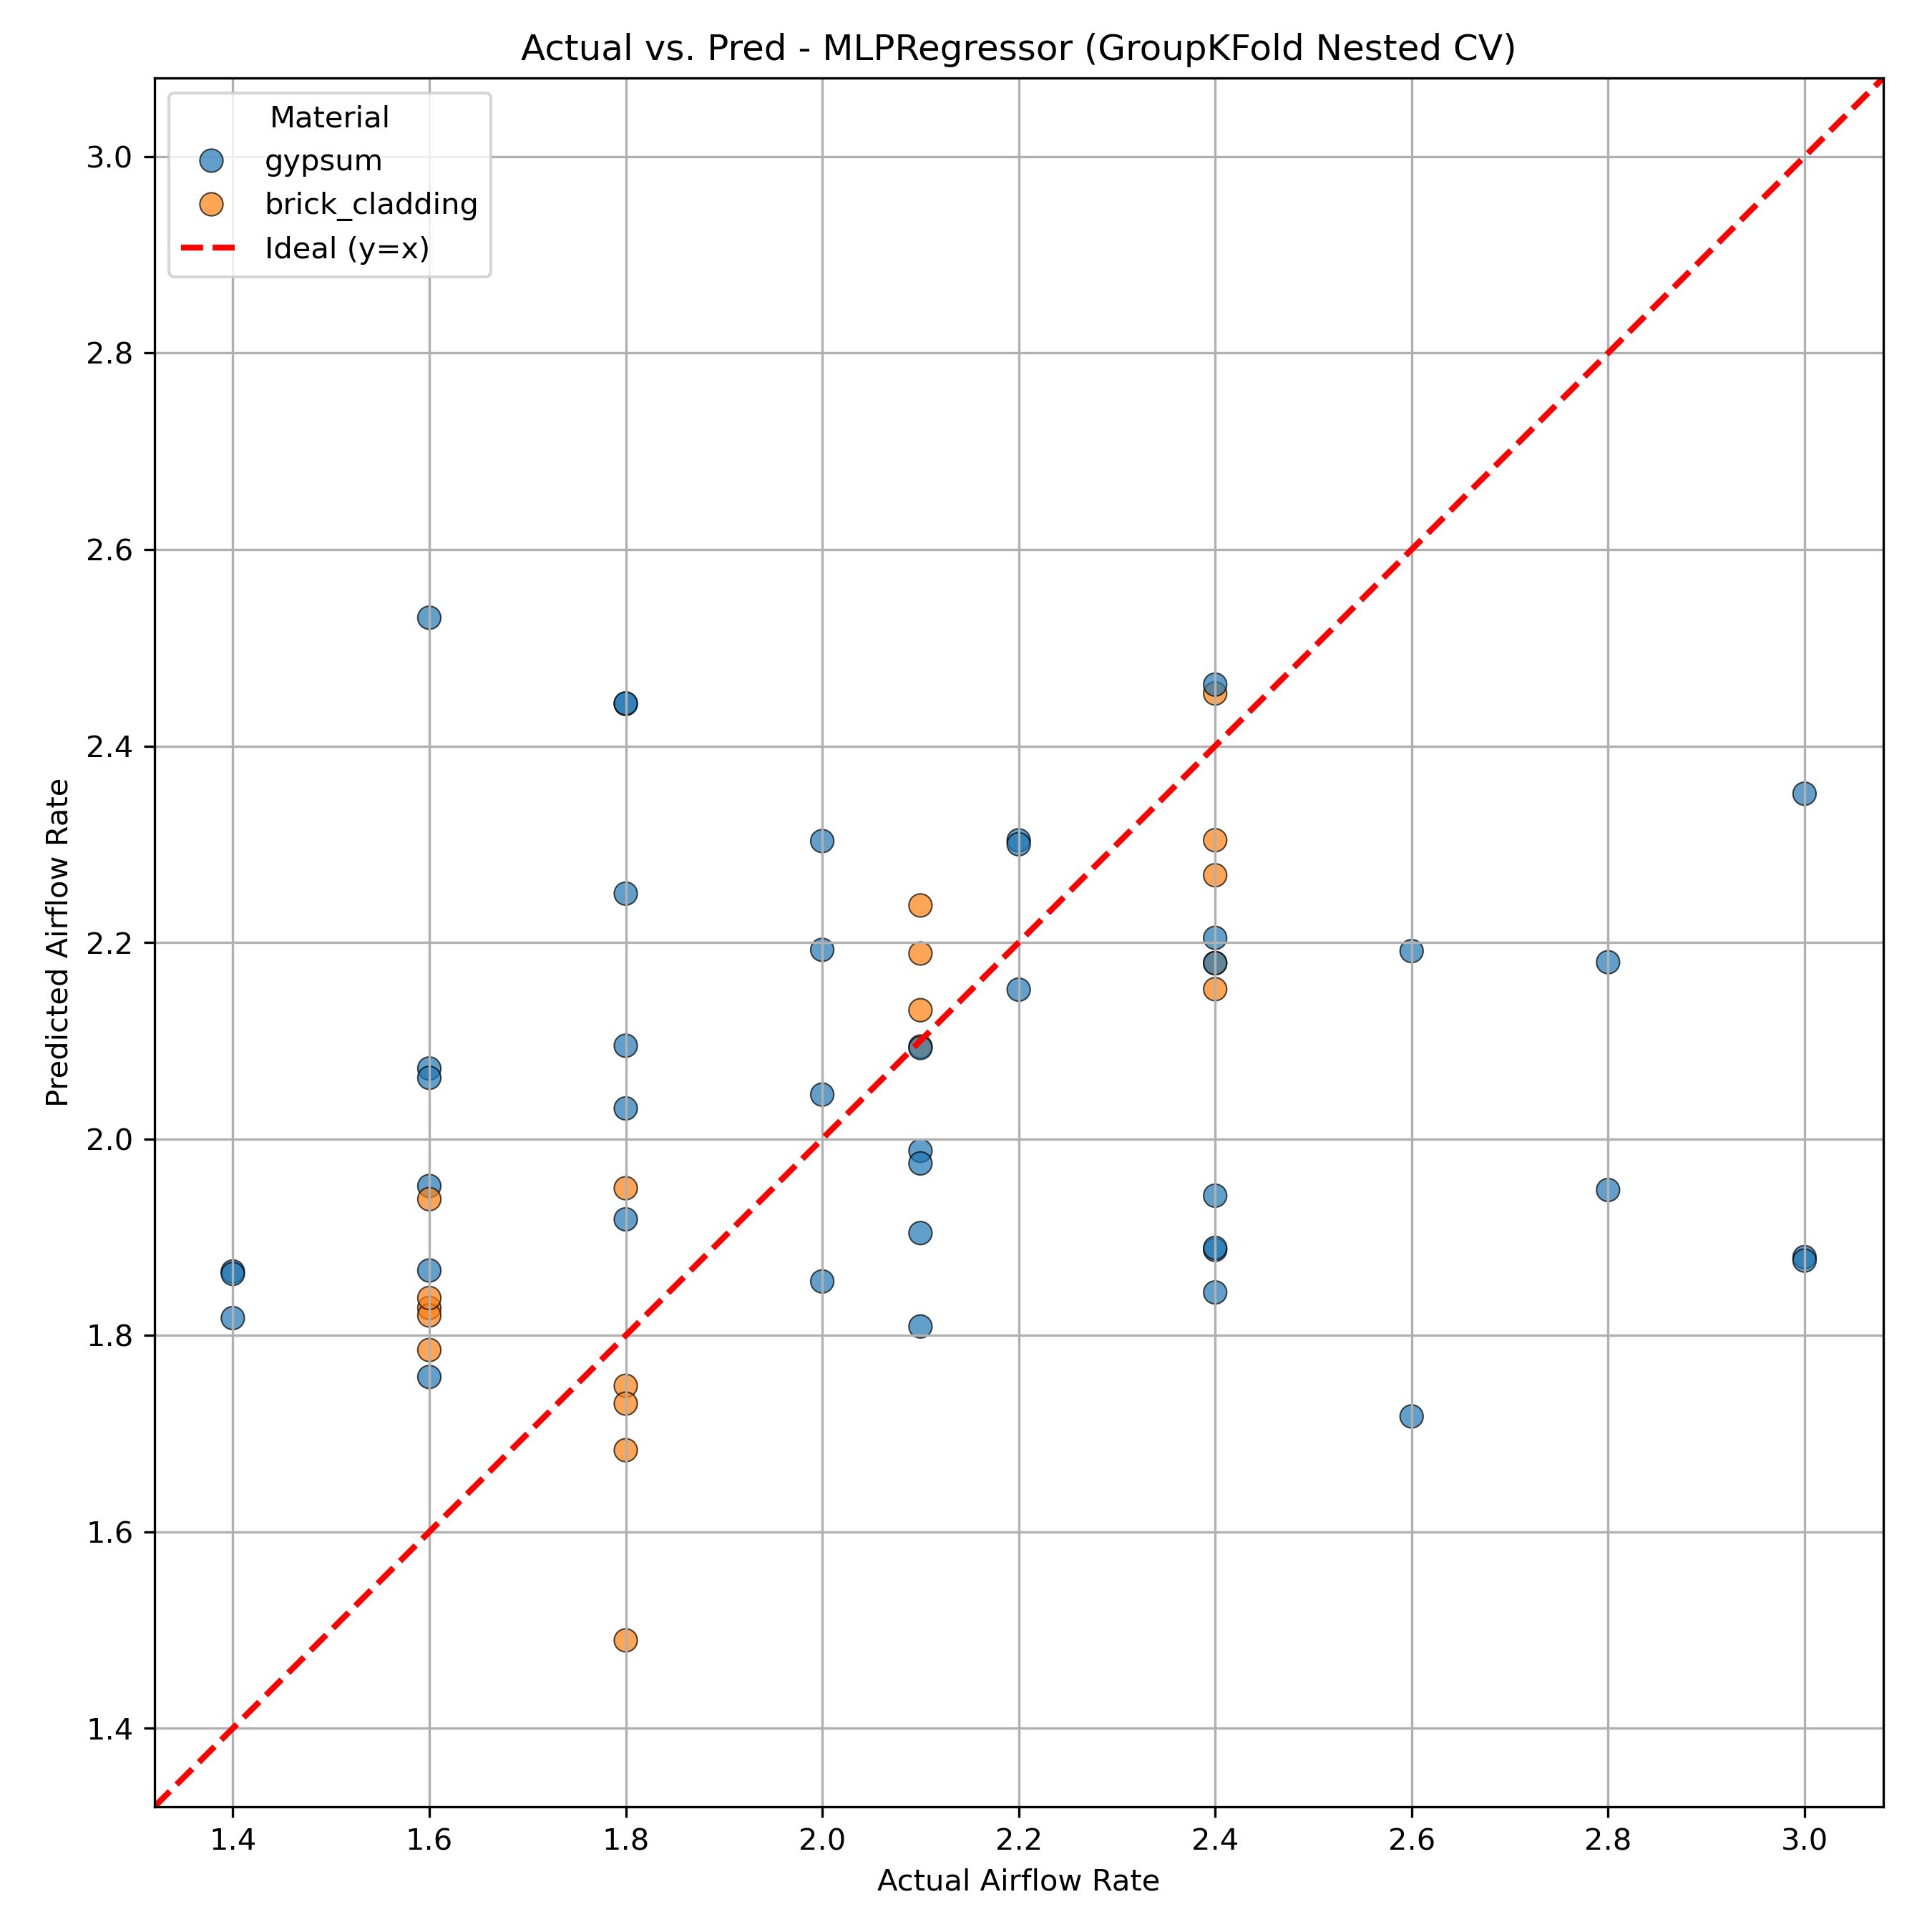 Actual vs. Pred - MLPRegressor (GroupKFold Nested CV)
Material
gypsum
brick_cladding
Ideal (y=x)
3.0
2.8
2.6
2.4
2.2
2.0
1.8
1.6
1.4
Predicted Airflow Rate
1.4 1.6 1.8 2.0 2.2 2.4 2.6 2.8 3.0
Actual Airflow Rate